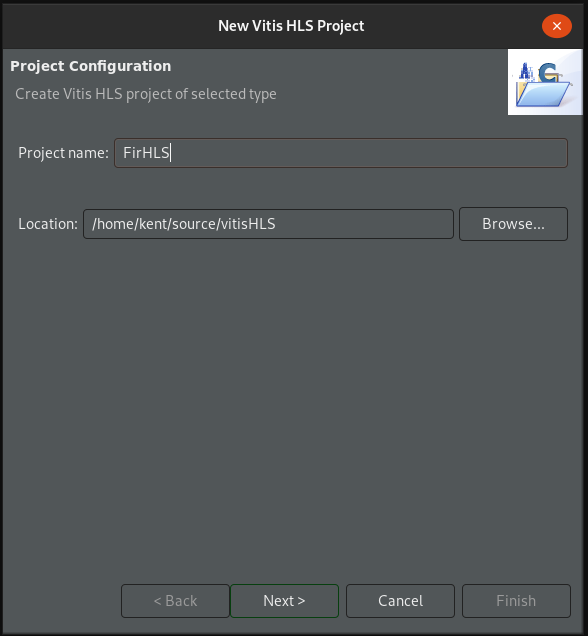 New Vitis HLS Project
Project Configuration
Create Vitis HLS project of selected type
Project name: FirHLS
Location: /home/kent/source/vitisHLS Browse...
< Back Next > Cancel Finish